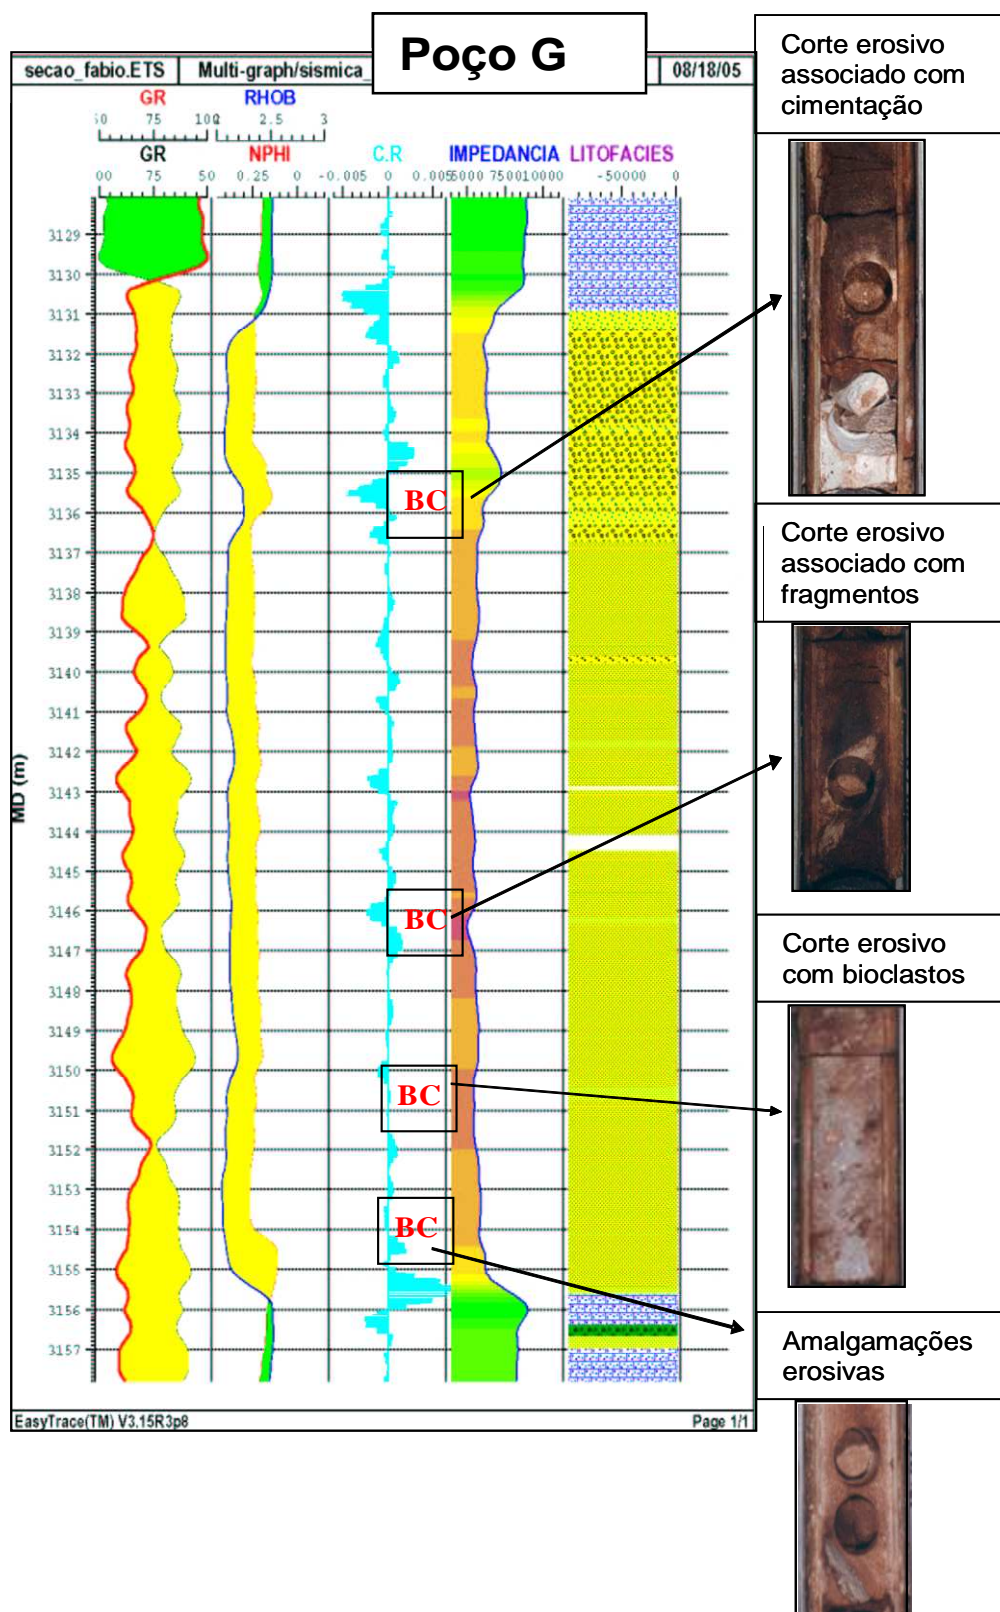 Poço G
secao_fabio.ETS
Multi-graph/sismica_
08/18/05
GR
RHOB
75
2.5
3
GR
NPHI
C.R
IMPEDANCIA
LITOFACIES
00
75
50
0.25
0
-0.005
0
0.005
5000
7500
10000
-50000
0
MD (m)
3129
3130
3131
3132
3133
3134
3135
3136
3137
3138
3139
3140
3141
3142
3143
3144
3145
3146
3147
3148
3149
3150
3151
3152
3153
3154
3155
3156
3157
BC
BC
BC
BC
EasyTrace(TM) V3.15R3p8
Page 1/1
Corte erosivo
associado com
cimentação
Corte erosivo
associado com
fragmentos
Corte erosivo
com bioclastos
Amalgamações
erosivas